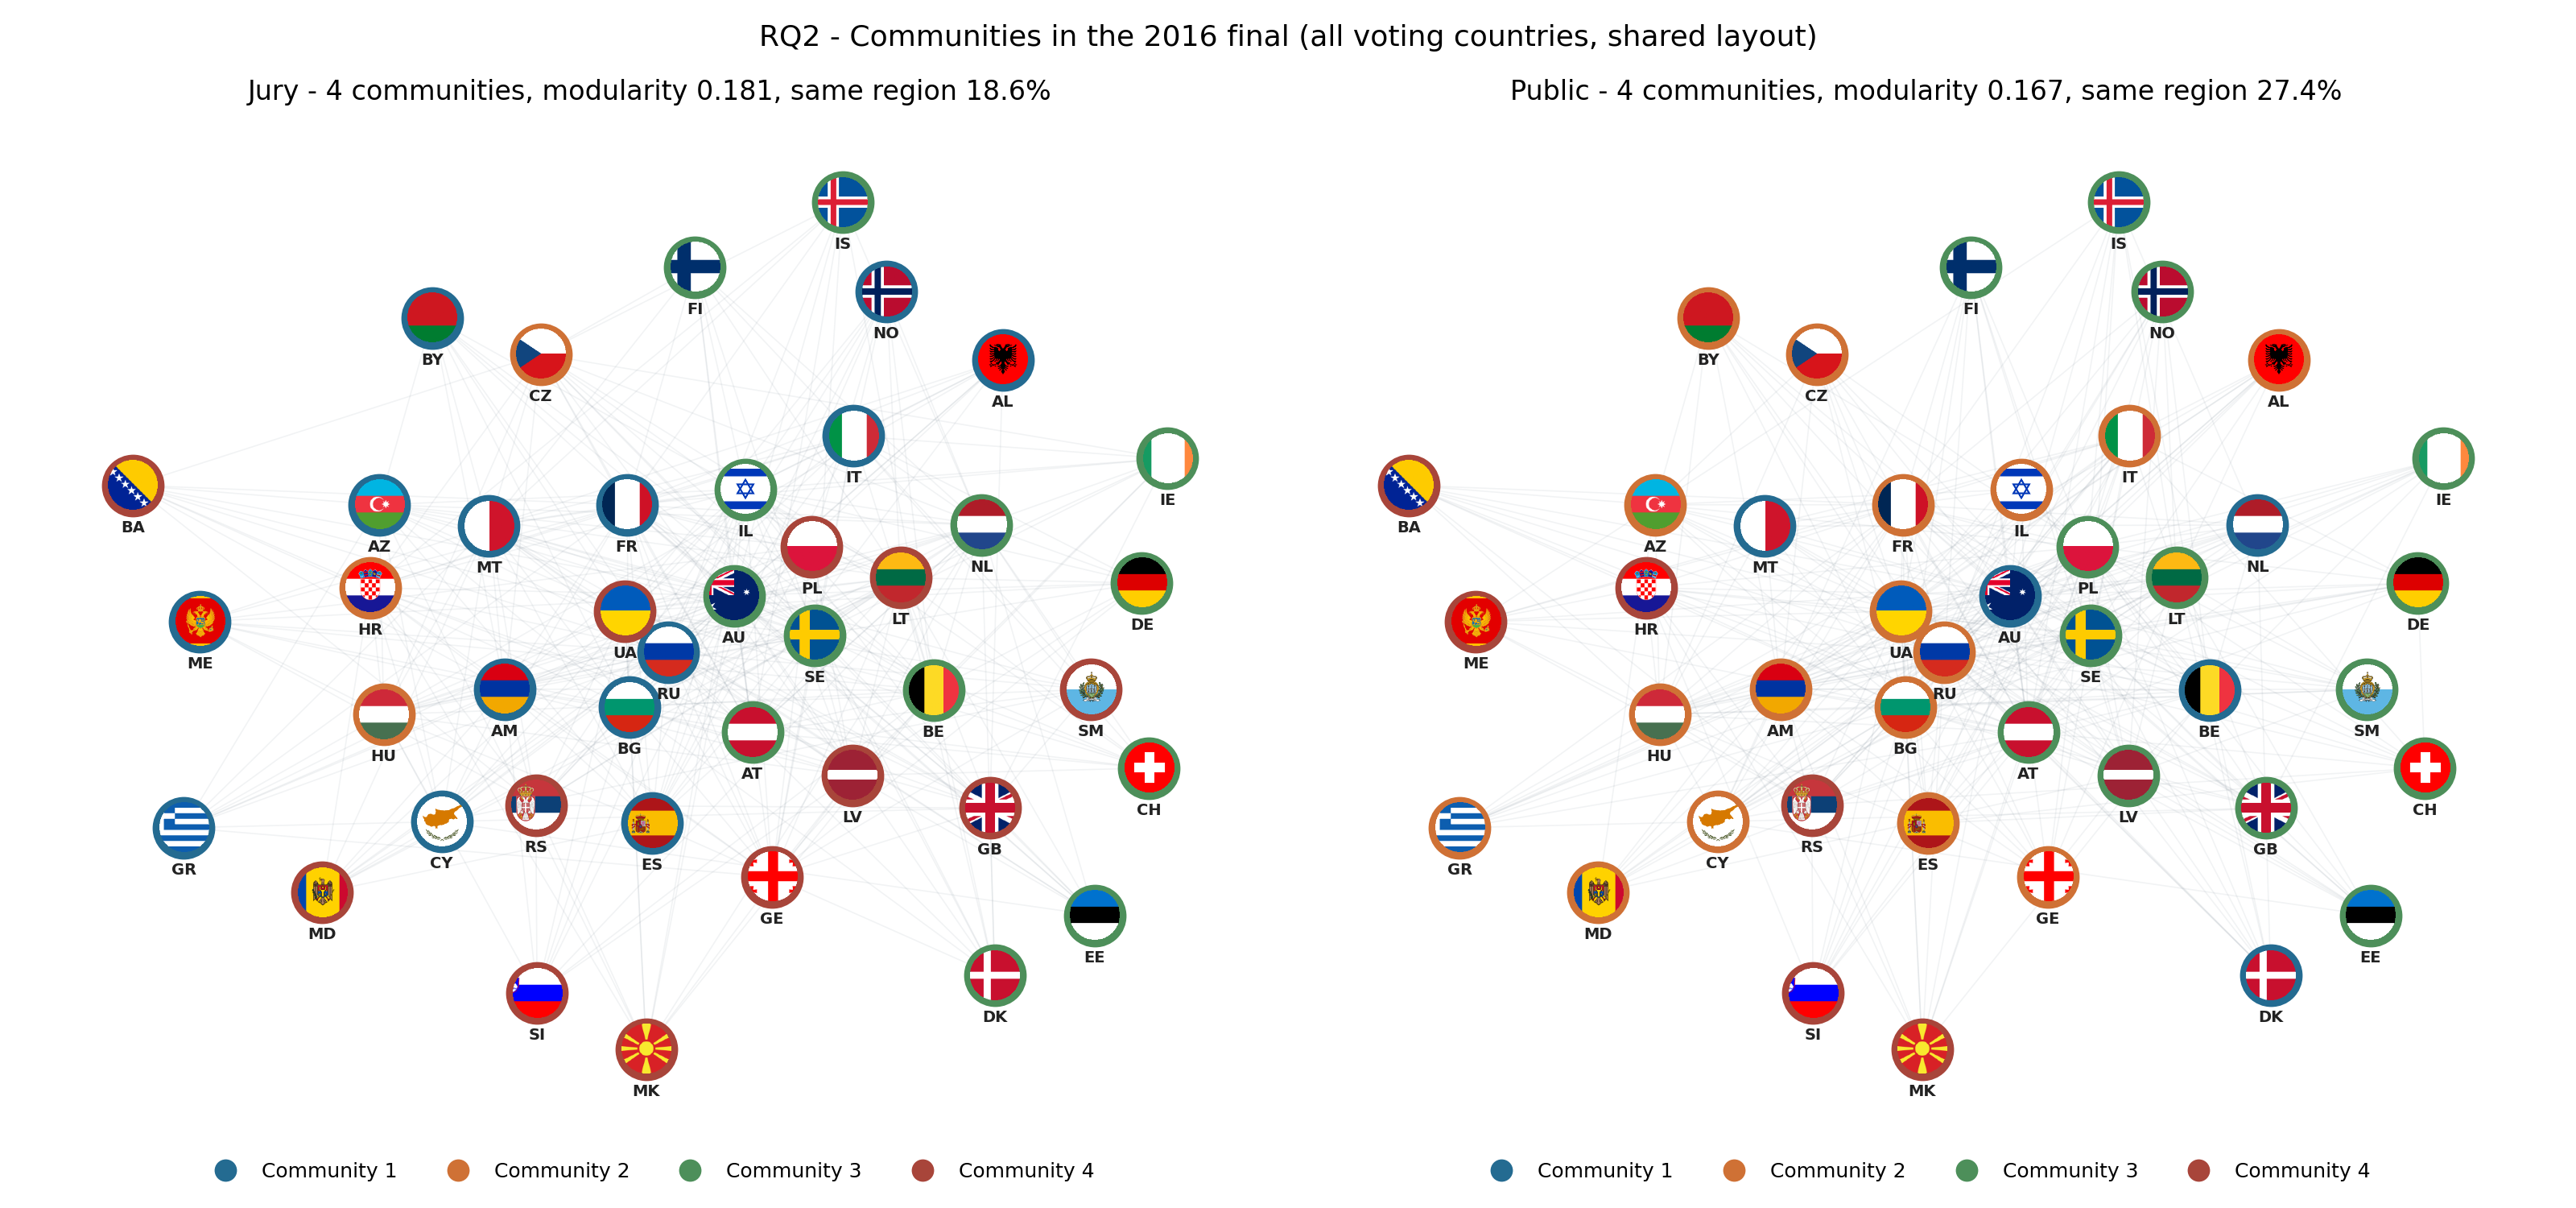 RQ2 - Communities in the 2016 final (all voting countries, shared layout)
Jury - 4 communities, modularity 0.181, same region 18.6%
IS
FI
NO
BY
CZ
AL
IT
IE
BA
AZ
MT
FR
IL
NL
PL
HR
UA
AU
LT
DE
ME
RU
SE
HU
AM
BG
AT
BE
SM
CH
GR
CY
RS
ES
LV
GB
MD
GE
EE
SI
DK
MK
Community 1 Community 2 Community 3 Community 4
Public - 4 communities, modularity 0.167, same region 27.4%
IS
FI
NO
BY
CZ
AL
IT
IE
BA
AZ
MT
FR
IL
NL
PL
HR
UA
AU
LT
DE
ME
RU
SE
HU
AM
BG
AT
BE
SM
CH
GR
CY
RS
ES
LV
GB
MD
GE
EE
SI
DK
MK
Community 1 Community 2 Community 3 Community 4